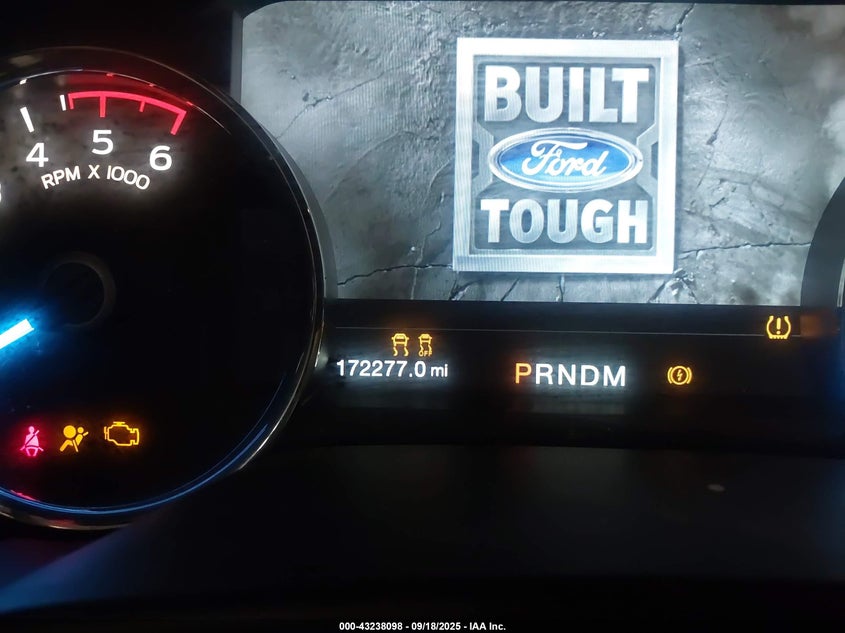 BUILT
Ford
TOUGH
4 5 6
RPM X 1000
OFF
172277.0 mi
PRNDM
000-43238098 - 09/18/2025 - IAA Inc.